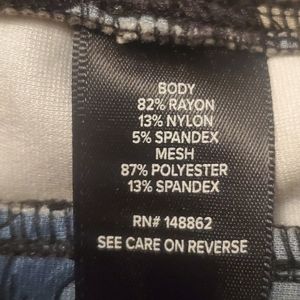 BODY
82% RAYON
13% NYLON
5% SPANDEX
MESH
87% POLYESTER
13% SPANDEX
RN# 148862
SEE CARE ON REVERSE